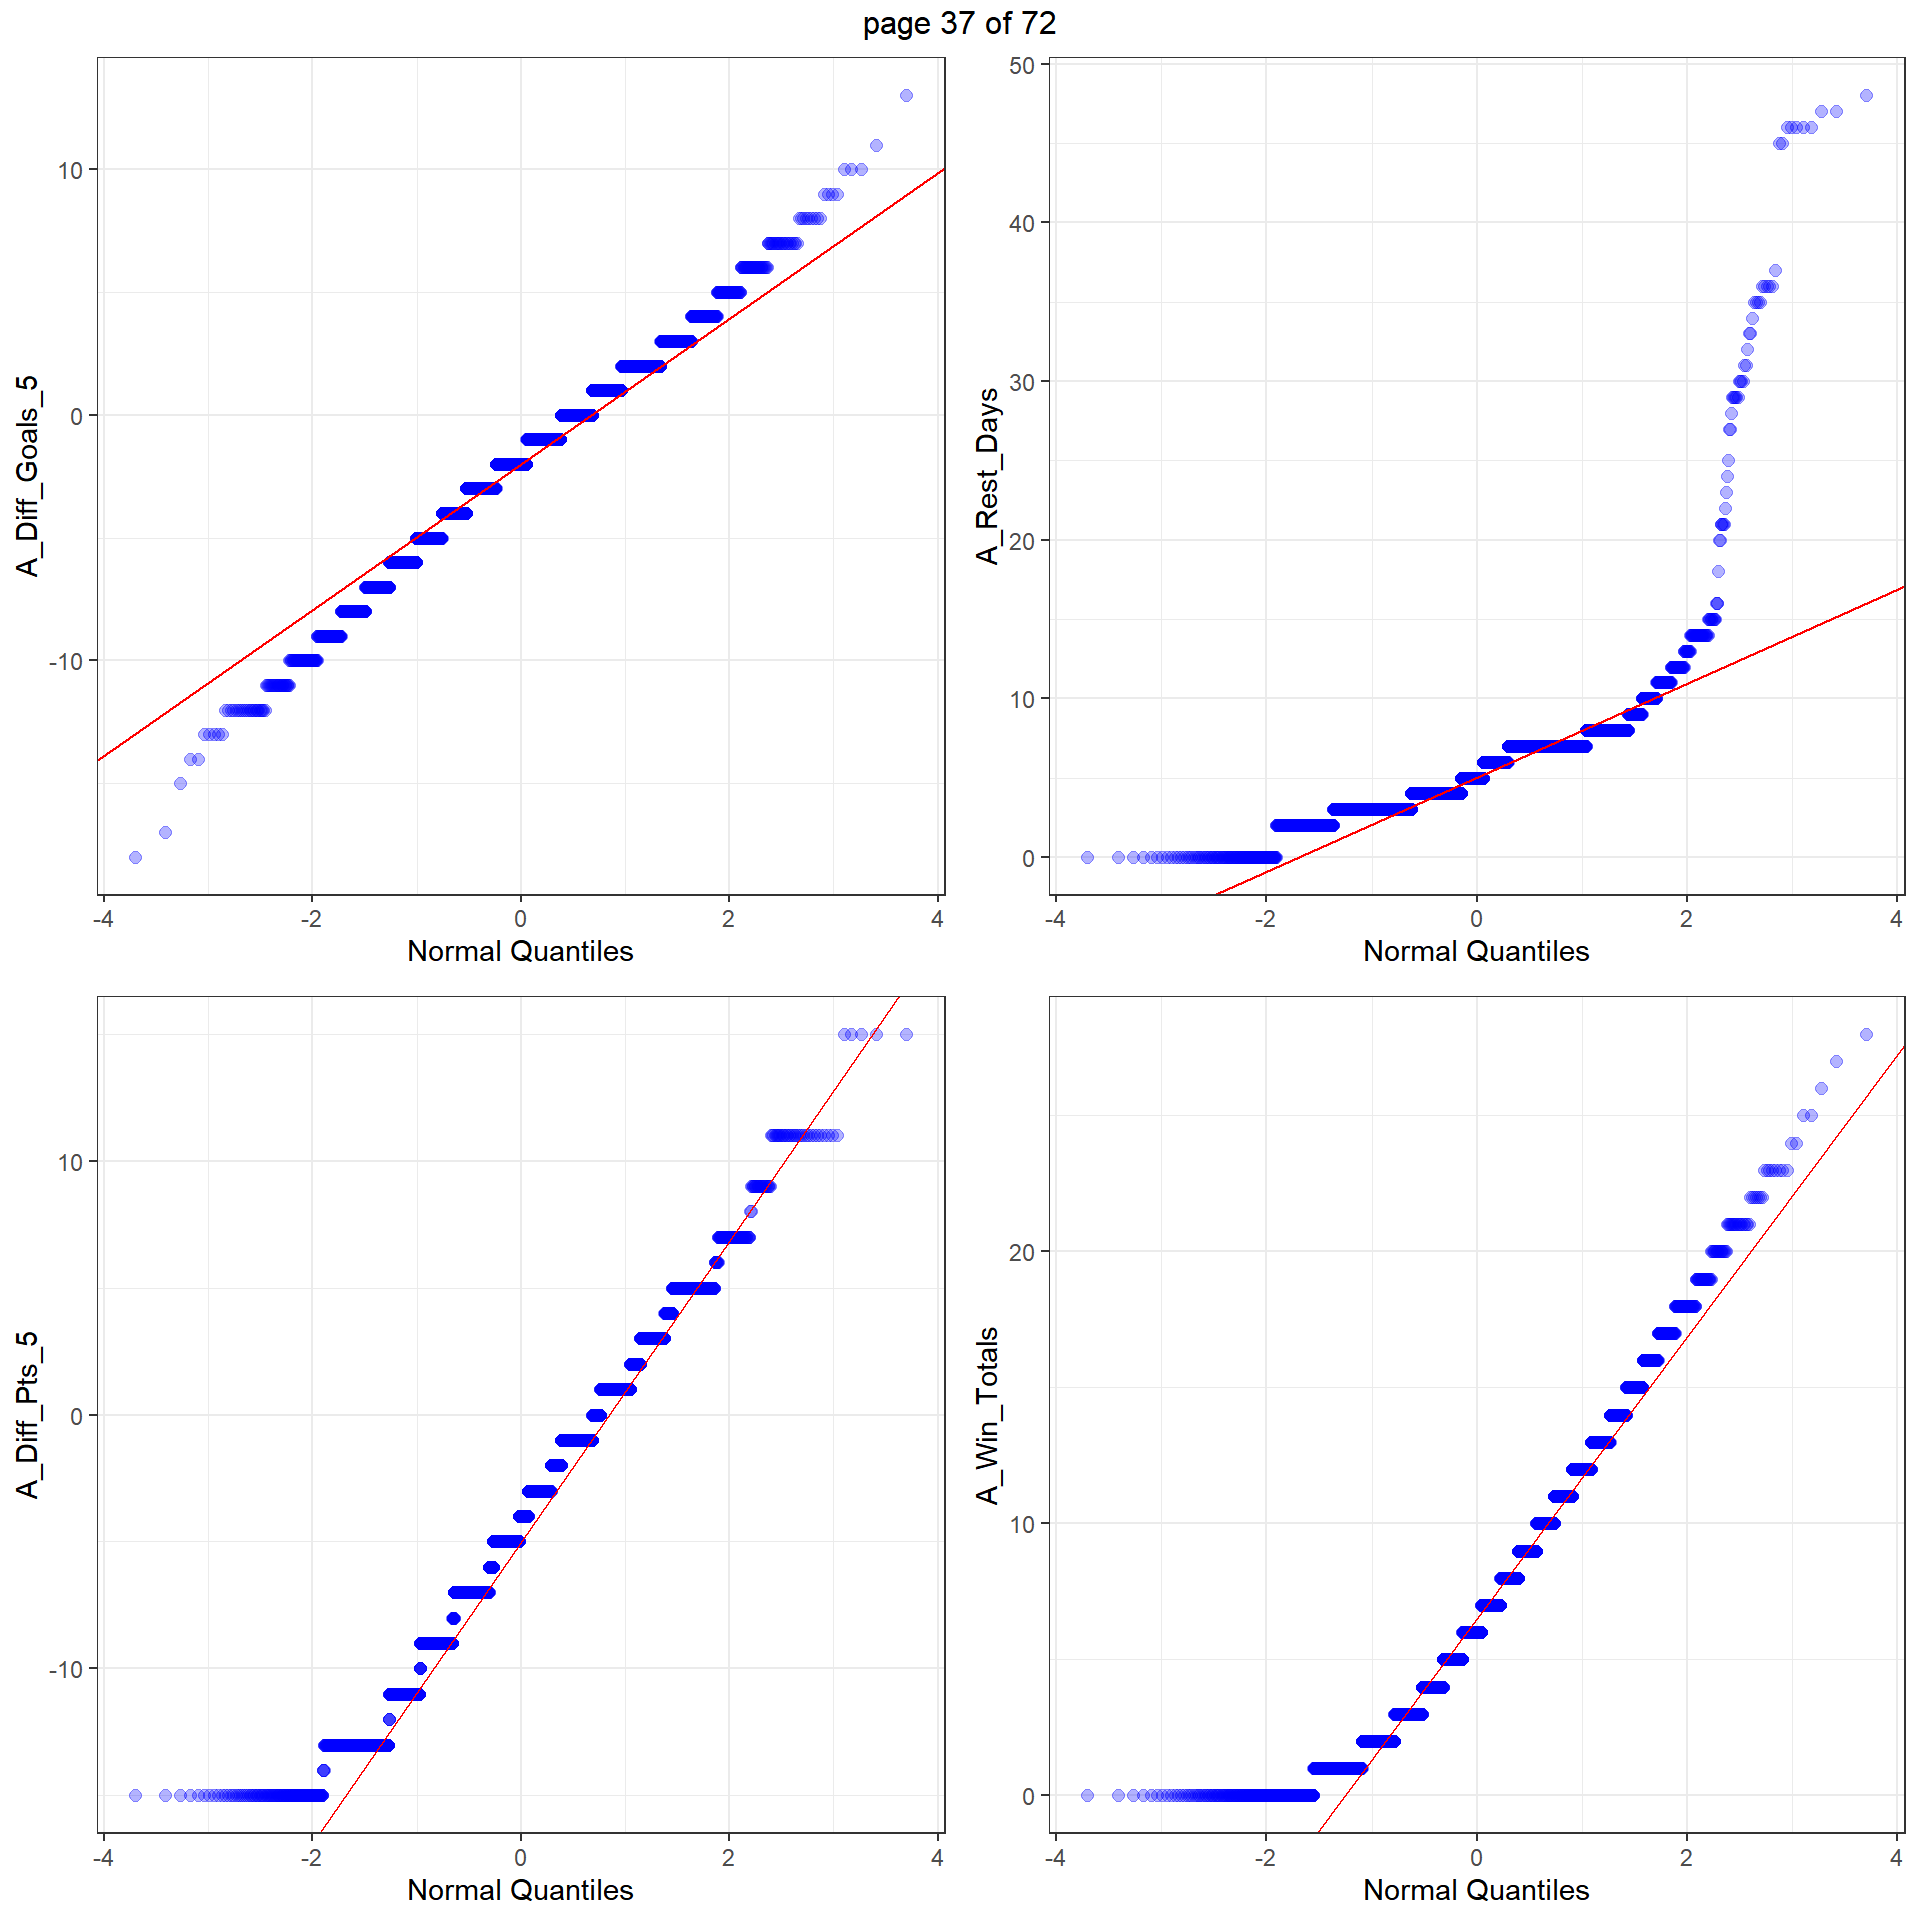 page 37 of 72
A_Diff_Goals_5
10
0
-10
-4 -2 0 2 4
Normal Quantiles
A_Rest_Days
50
40
30
20
10
0
-4 -2 0 2 4
Normal Quantiles
A_Diff_Pts_5
10
0
-10
-4 -2 0 2 4
Normal Quantiles
A_Win_Totals
20
10
0
-4 -2 0 2 4
Normal Quantiles